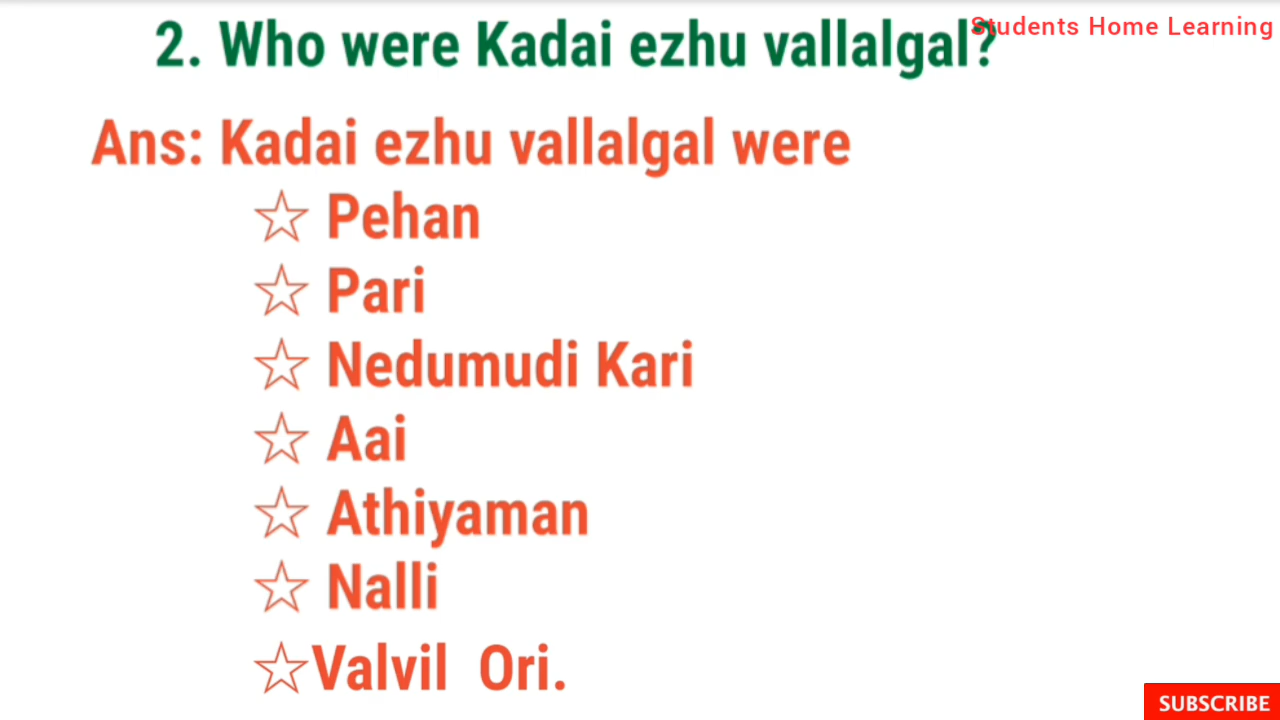 2. Who were Kadai ezhu vallalgal?
Students Home Learning
Ans: Kadai ezhu vallalgal were
☆ Pehan
☆ Pari
☆ Nedumudi Kari
☆ Aai
☆ Athiyaman
☆ Nalli
☆Valvil Ori.
SUBSCRIBE